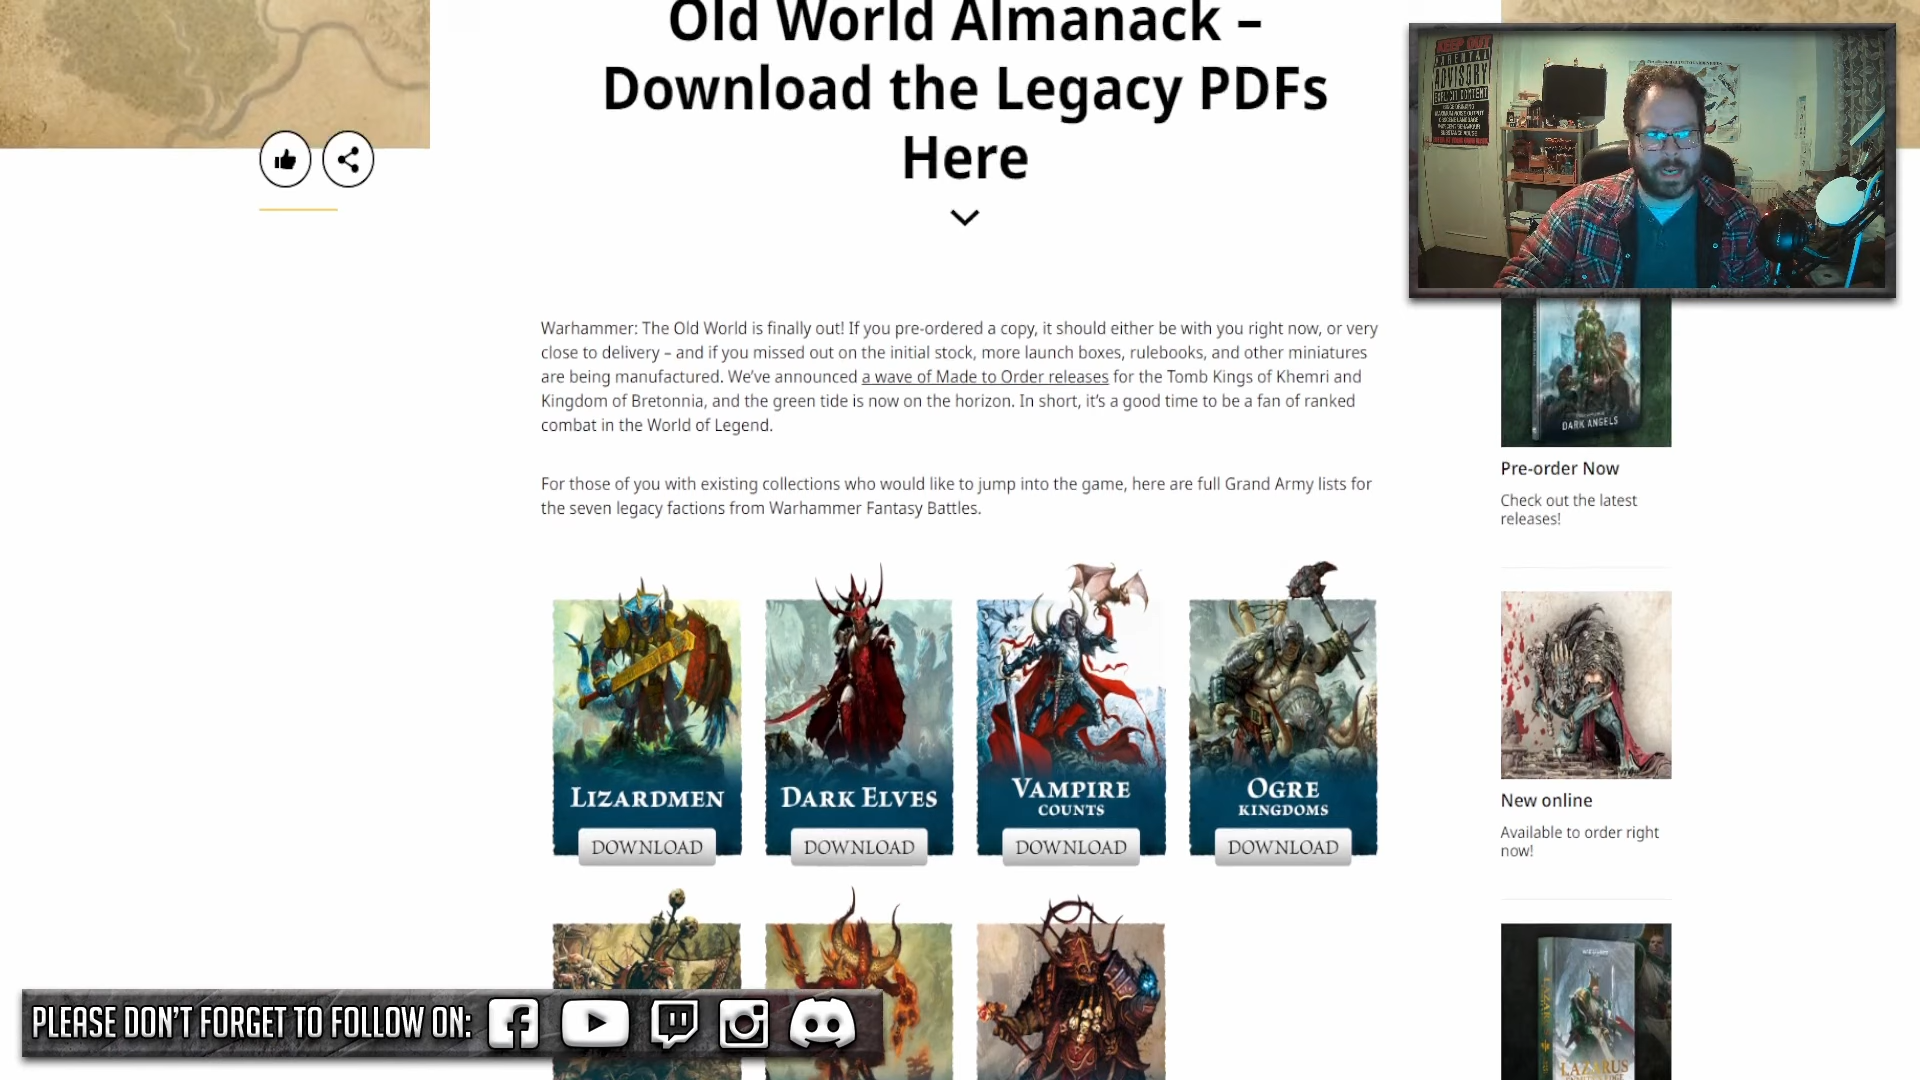 Old World Almanack –
Download the Legacy PDFs
Here
KEEP OUT
PARENTAL
ADVISORY
EXPLICIT CONTENT
Warhammer: The Old World is finally out! If you pre-ordered a copy, it should either be with you right now, or very
close to delivery – and if you missed out on the initial stock, more launch boxes, rulebooks, and other miniatures
are being manufactured. We’ve announced a wave of Made to Order releases for the Tomb Kings of Khemri and
Kingdom of Bretonnia, and the green tide is now on the horizon. In short, it’s a good time to be a fan of ranked
combat in the World of Legend.
For those of you with existing collections who would like to jump into the game, here are full Grand Army lists for
the seven legacy factions from Warhammer Fantasy Battles.
LIZARDMEN
DOWNLOAD
DARK ELVES
DOWNLOAD
VAMPIRE
COUNTS
DOWNLOAD
OGRE
KINGDOMS
DOWNLOAD
DARK ANGELS
Pre-order Now
Check out the latest
releases!
New online
Available to order right
now!
LAZARUS
PLEASE DON'T FORGET TO FOLLOW ON: